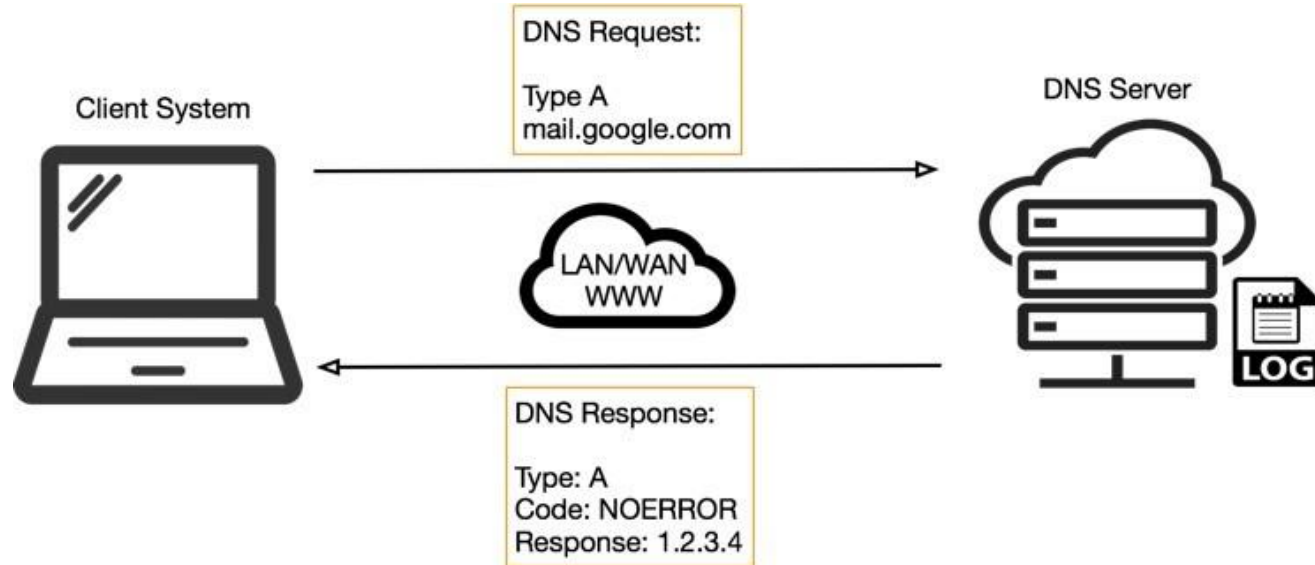 Client System
DNS Request:
Type A
mail.google.com
DNS Server
LAN/WAN
WWW
LOG
DNS Response:
Type: A
Code: NOERROR
Response: 1.2.3.4